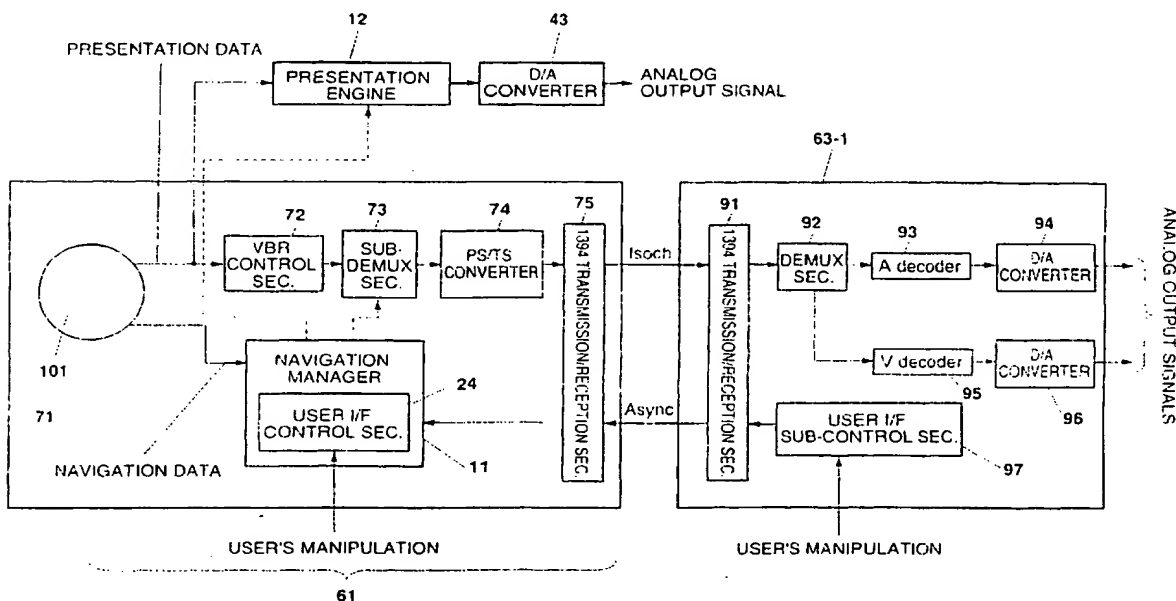 12
43
PRESENTATION DATA
PRESENTATION
ENGINE
D/A
CONVERTER
ANALOG
OUTPUT SIGNAL
63-1
72
73
74
75
91
92
93
94
VBR
CONTROL
SEC.
SUB-
DEMUX
SEC.
PS/TS
CONVERTER
1394 TRANSMISSION/RECEPTION SEC.
Isoch
1394 TRANSMISSION/RECEPTION SEC.
DEMUX
SEC.
A decoder
D/A
CONVERTER
ANALOG OUTPUT SIGNALS
101
71
NAVIGATION
MANAGER
24
USER I/F
CONTROL SEC.
11
NAVIGATION DATA
Async
V decoder
95
D/A
CONVERTER
96
USER I/F
SUB-CONTROL SEC.
97
USER'S MANIPULATION
USER'S MANIPULATION
61